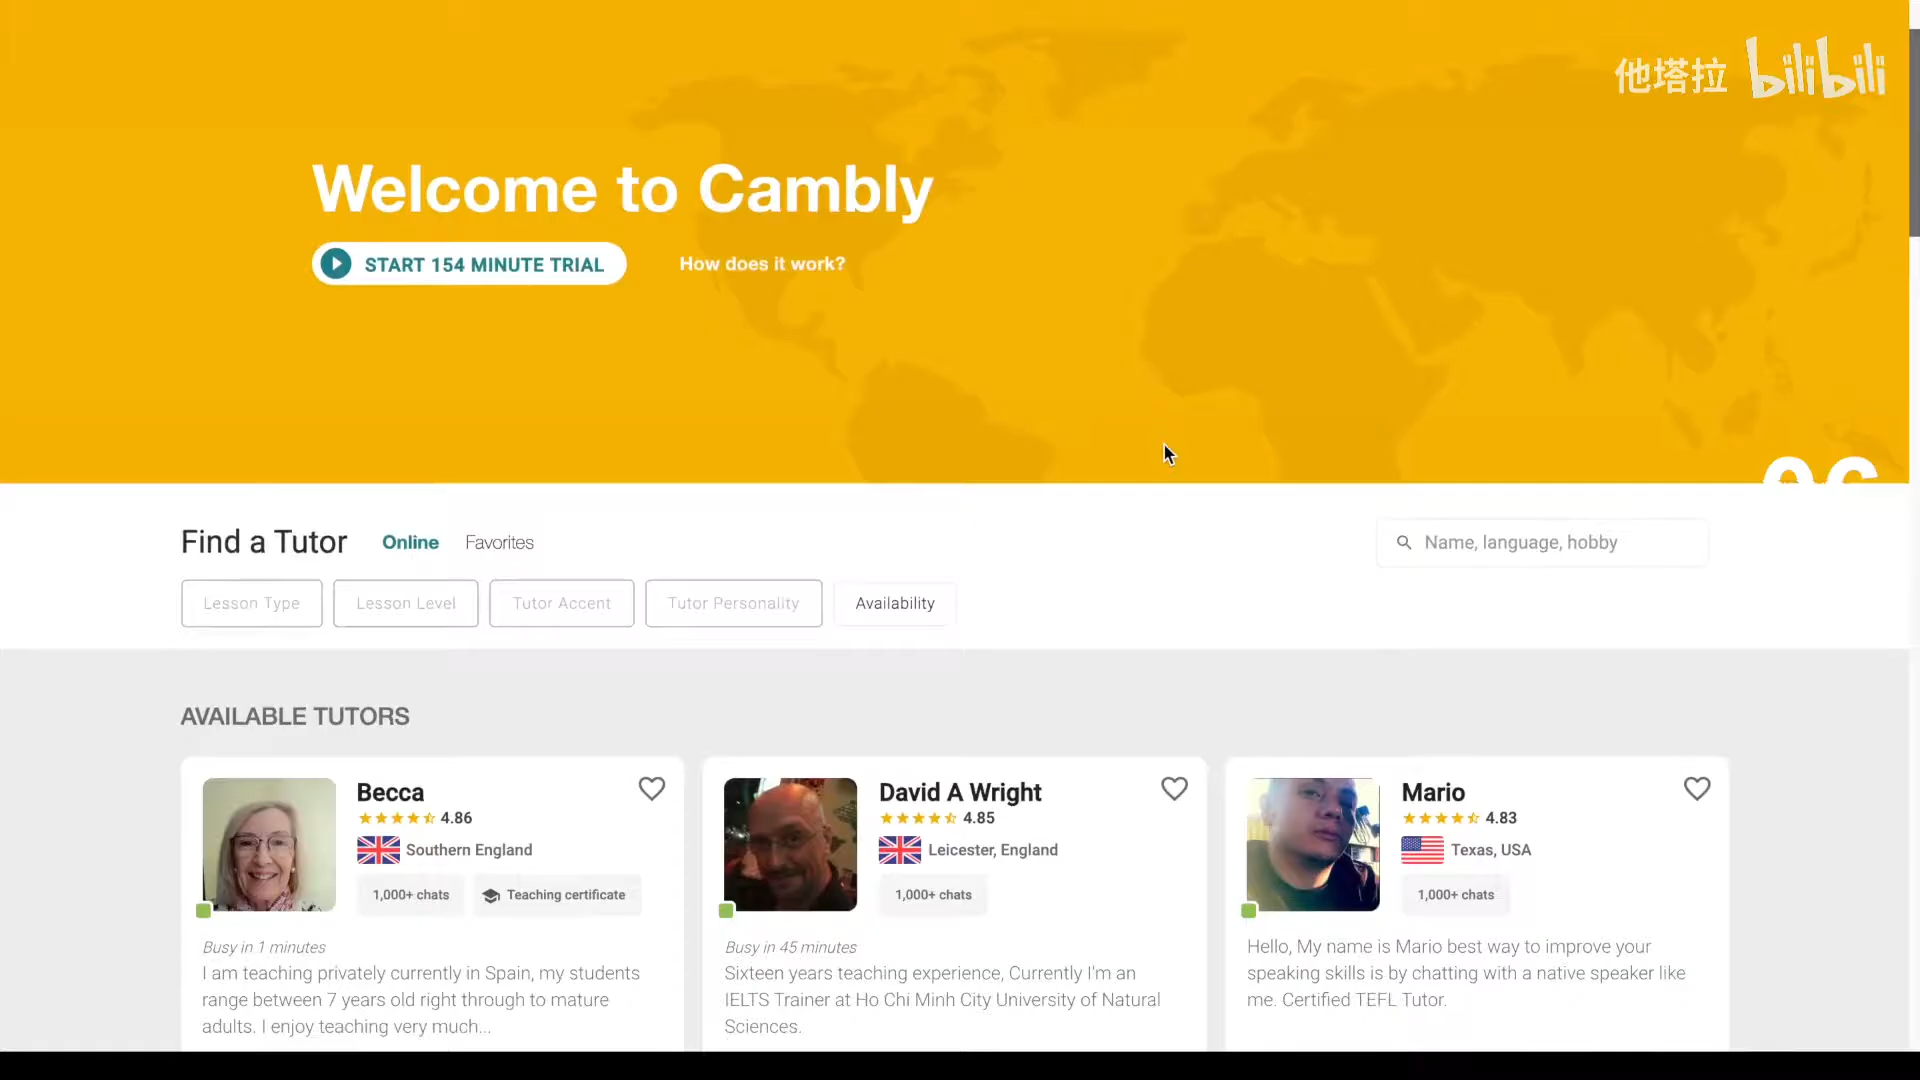 他塔拉 bilibili
Welcome to Cambly
START 154 MINUTE TRIAL
How does it work?
Find a Tutor
Online
Favorites
Name, language, hobby
Lesson Type
Lesson Level
Tutor Accent
Tutor Personality
Availability
AVAILABLE TUTORS
Becca
4.86
Southern England
1,000+ chats
Teaching certificate
Busy in 1 minutes
I am teaching privately currently in Spain, my students
range between 7 years old right through to mature
adults. I enjoy teaching very much...
David A Wright
4.85
Leicester, England
1,000+ chats
Busy in 45 minutes
Sixteen years teaching experience, Currently I'm an
IELTS Trainer at Ho Chi Minh City University of Natural
Sciences.
Mario
4.83
Texas, USA
1,000+ chats
Hello, My name is Mario best way to improve your
speaking skills is by chatting with a native speaker like
me. Certified TEFL Tutor.